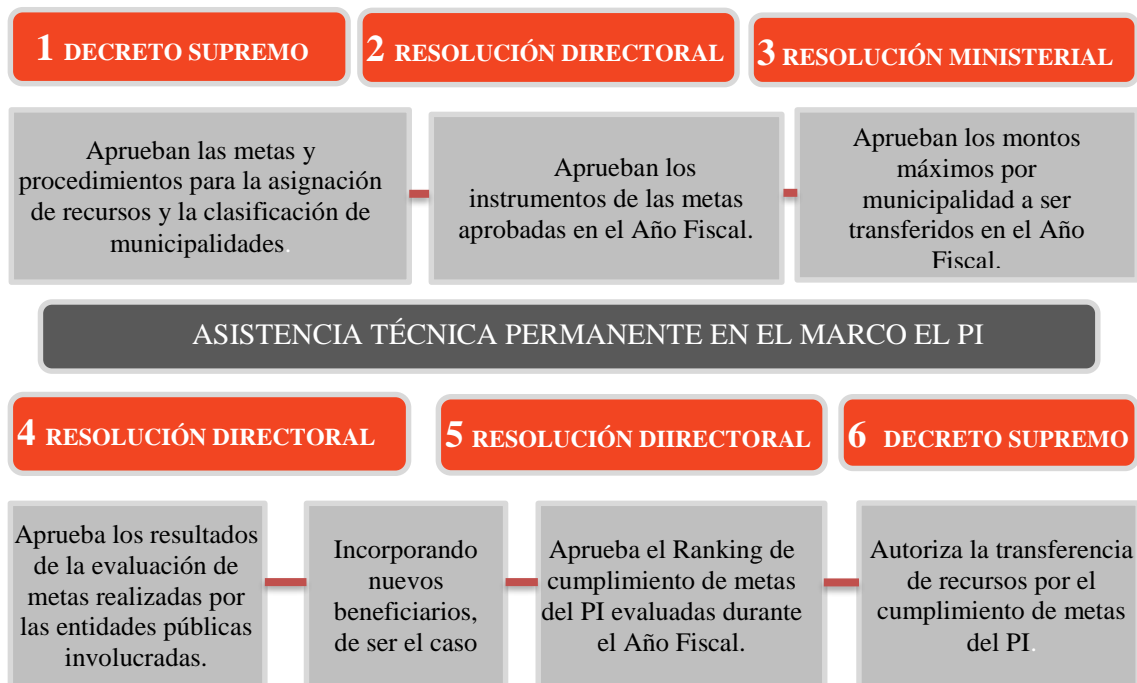 1 DECRETO SUPREMO
2 RESOLUCIÓN DIRECTORAL
3 RESOLUCIÓN MINISTERIAL
Aprueban las metas y
procedimientos para la asignación
de recursos y la clasificación de
municipalidades.
Aprueban los
instrumentos de las metas
aprobadas en el Año Fiscal.
Aprueban los montos
máximos por
municipalidad a ser
transferidos en el Año
Fiscal.
ASISTENCIA TÉCNICA PERMANENTE EN EL MARCO EL PI
4 RESOLUCIÓN DIRECTORAL
5 RESOLUCIÓN DIIRECTORAL
6 DECRETO SUPREMO
Aprueba los resultados
de la evaluación de
metas realizadas por
las entidades públicas
involucradas.
Incorporando
nuevos
beneficiarios,
de ser el caso
Aprueba el Ranking de
cumplimiento de metas
del PI evaluadas durante
el Año Fiscal.
Autoriza la transferencia
de recursos por el
cumplimiento de metas
del PI.